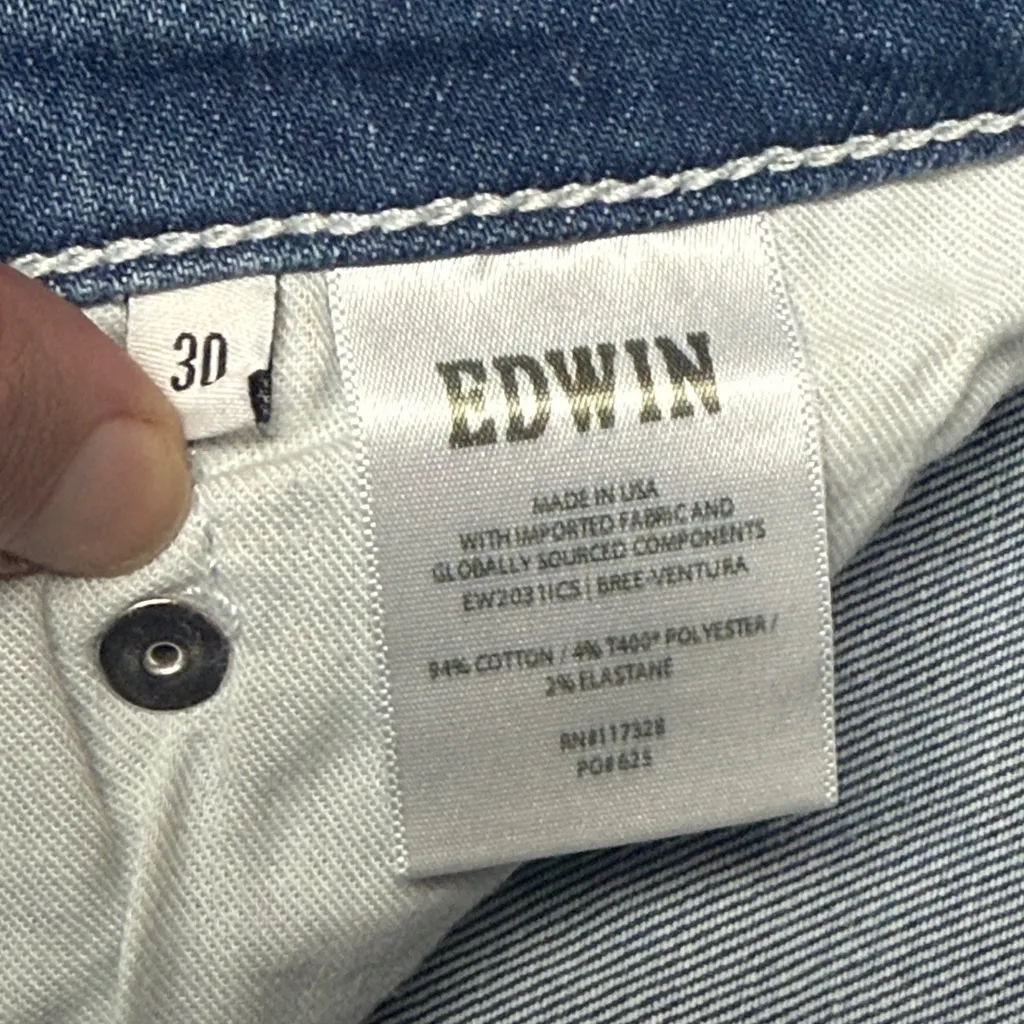 30
EDWIN
MADE IN USA
WITH IMPORTED FABRIC AND
GLOBALLY SOURCED COMPONENTS
EW2031ICS | BREE-VENTURA
94% COTTON / 4% T400® POLYESTER /
2% ELASTANE
RN#117328
PO#625